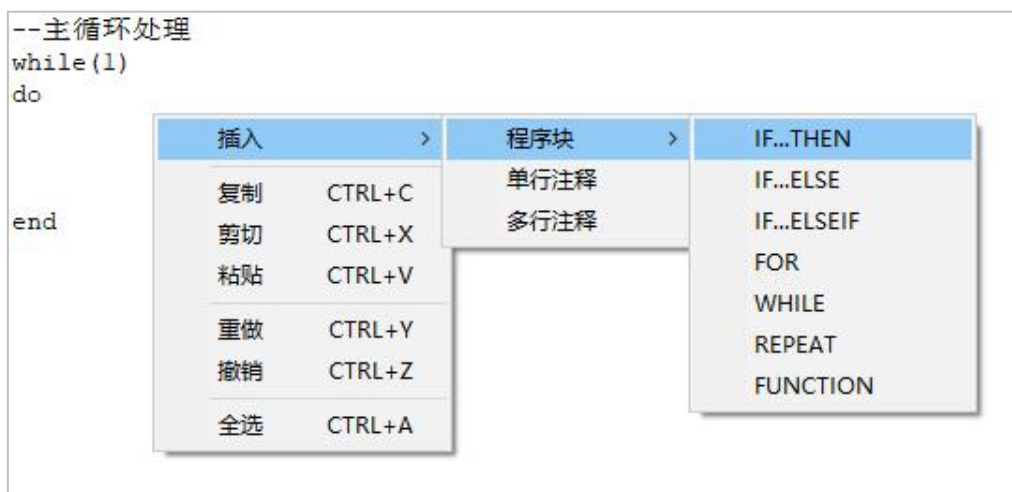 --主循环处理
while(1)
do
end
插入 >
复制 CTRL+C
剪切 CTRL+X
粘贴 CTRL+V
重做 CTRL+Y
撤销 CTRL+Z
全选 CTRL+A
程序块 >
单行注释
多行注释
IF...THEN
IF...ELSE
IF...ELSEIF
FOR
WHILE
REPEAT
FUNCTION